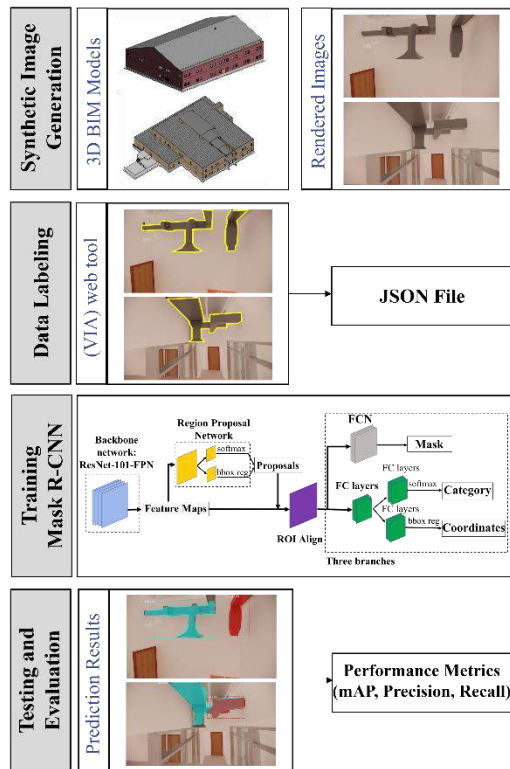 Synthetic Image
Generation
3D BIM Models
Rendered Images
Data Labeling
(VIA) web tool
JSON File
Training
Mask R-CNN
Backbone
network:
ResNet-101-FPN
Region Proposal
Network
softmax
bbox reg
Proposals
Feature Maps
ROI Align
FCN
Mask
FC layers
FC layers
softmax
Category
FC layers
bbox reg
Coordinates
Three branches
Testing and
Evaluation
Prediction Results
Performance Metrics
(mAP, Precision, Recall)